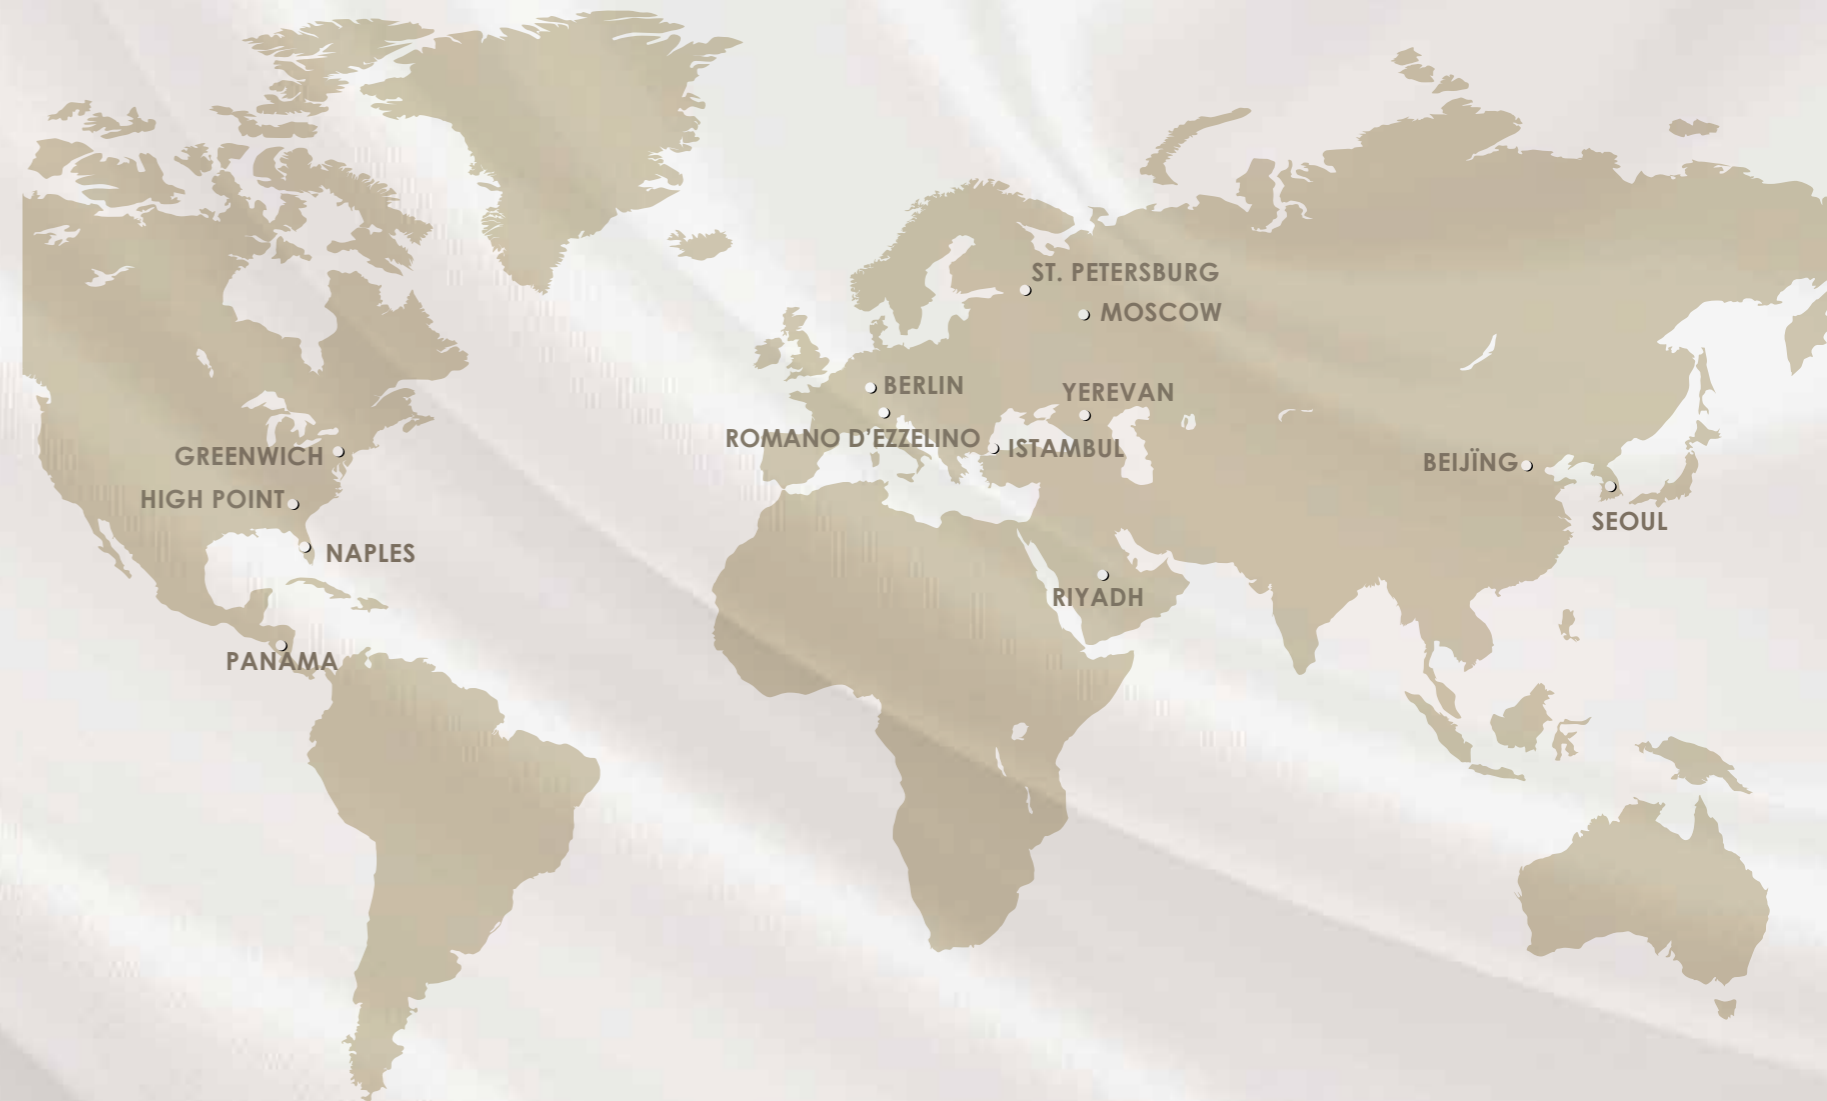 ST. PETERSBURG
MOSCOW
BERLIN
YEREVAN
ROMANO D'EZZELINO
ISTAMBUL
GREENWICH
BEIJÏNG
HIGH POINT
SEOUL
NAPLES
RIYADH
PANAMA